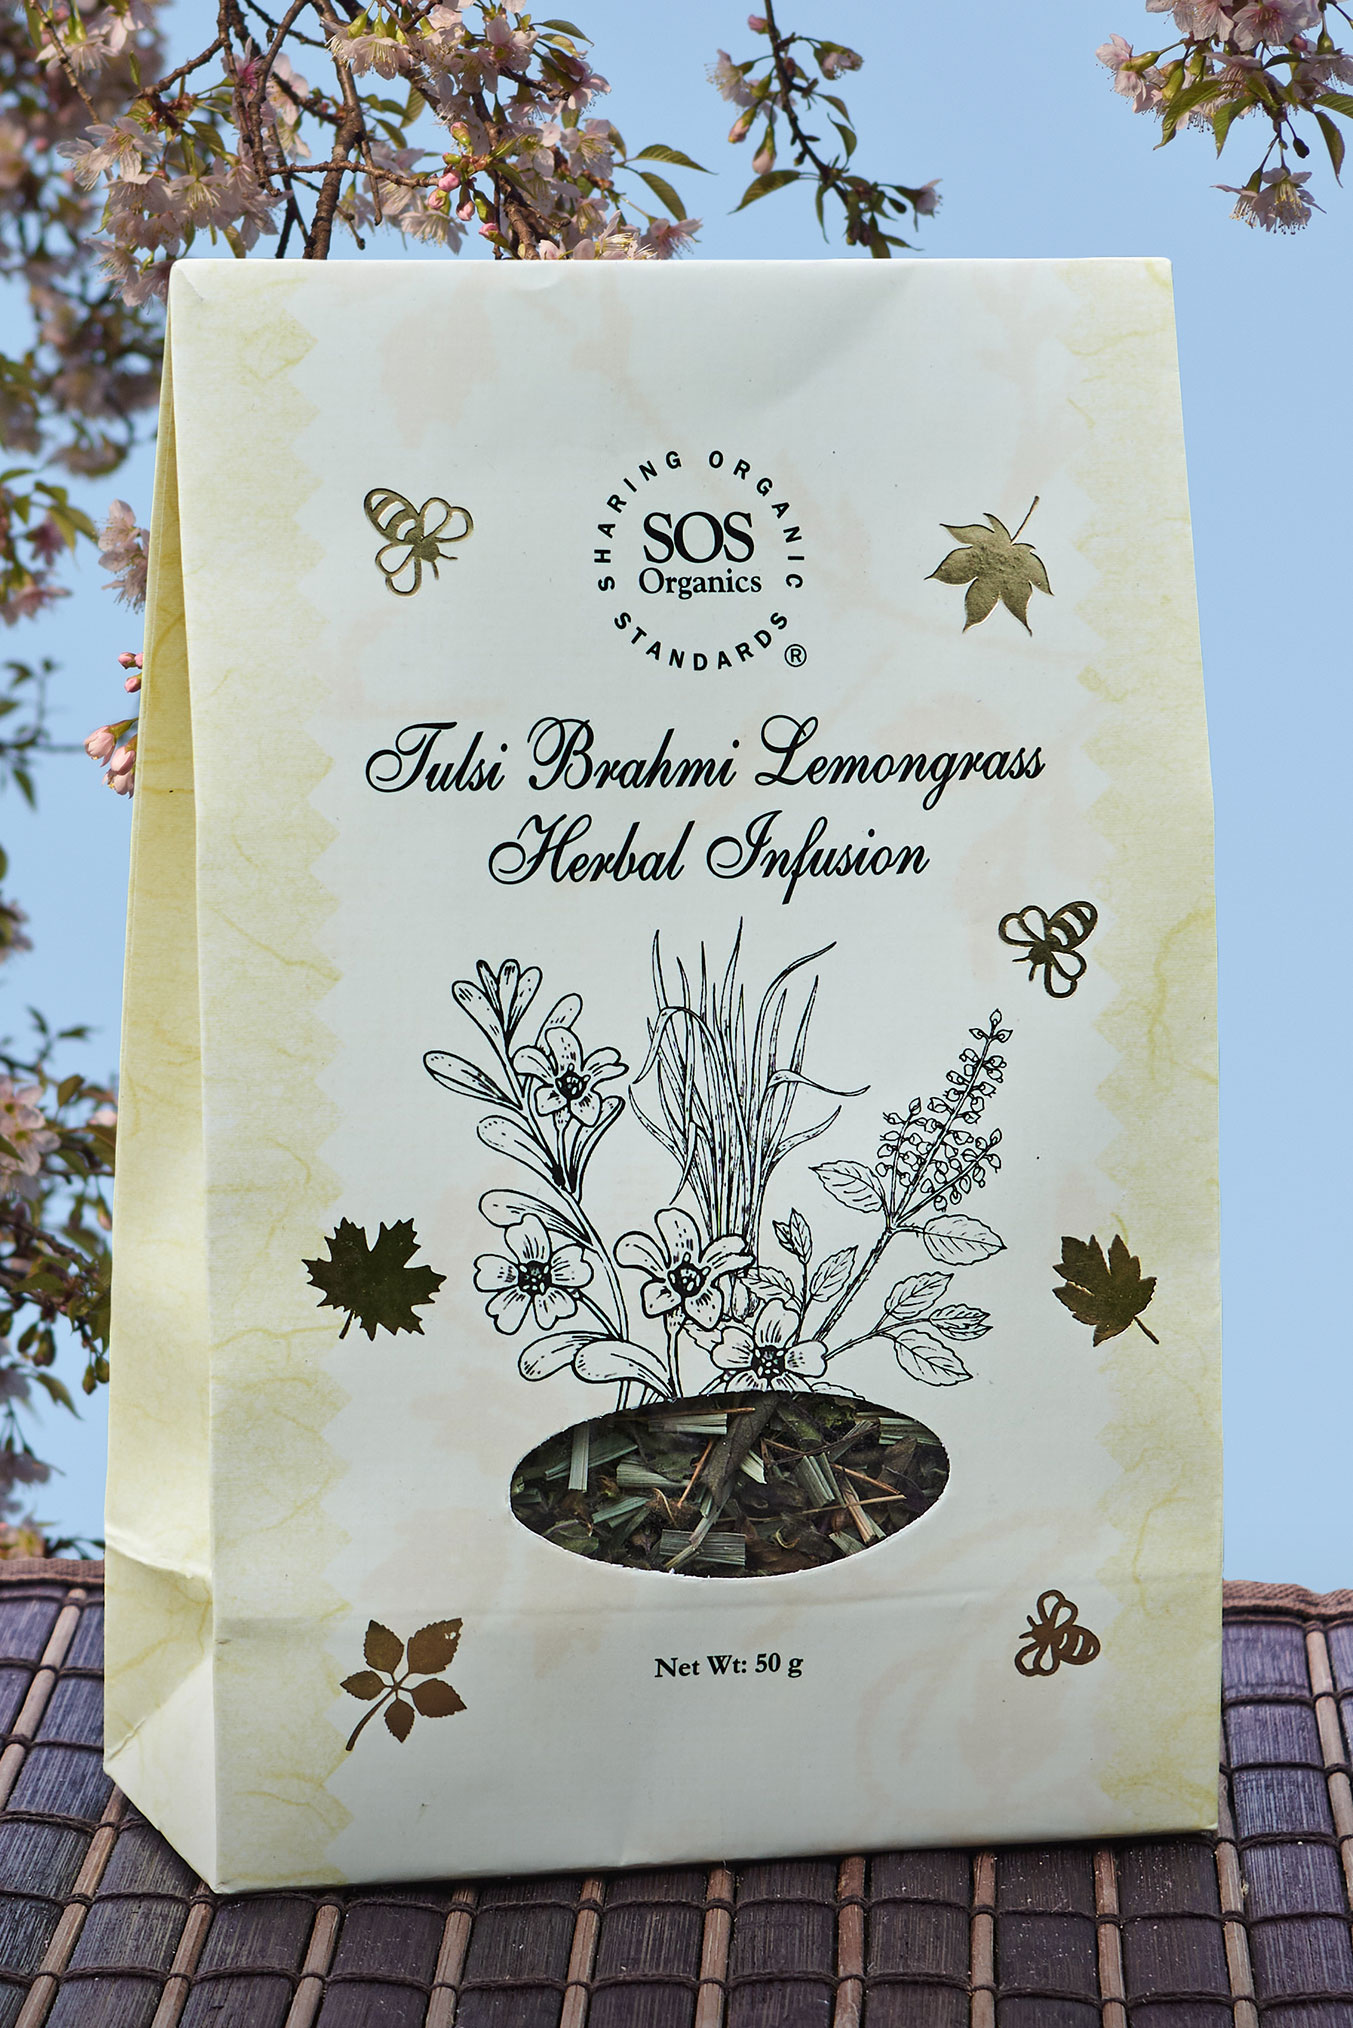 SHARING ORGANIC STANDARDS ®
SOS
Organics
Tulsi Brahmi Lemongrass
Herbal Infusion
Net Wt: 50 g